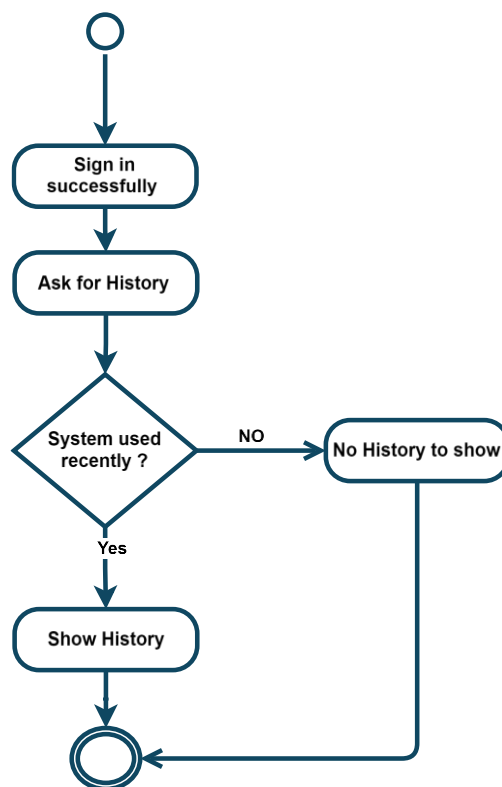 Sign in
successfully
Ask for History
System used
recently ?
NO
No History to show
Yes
Show History